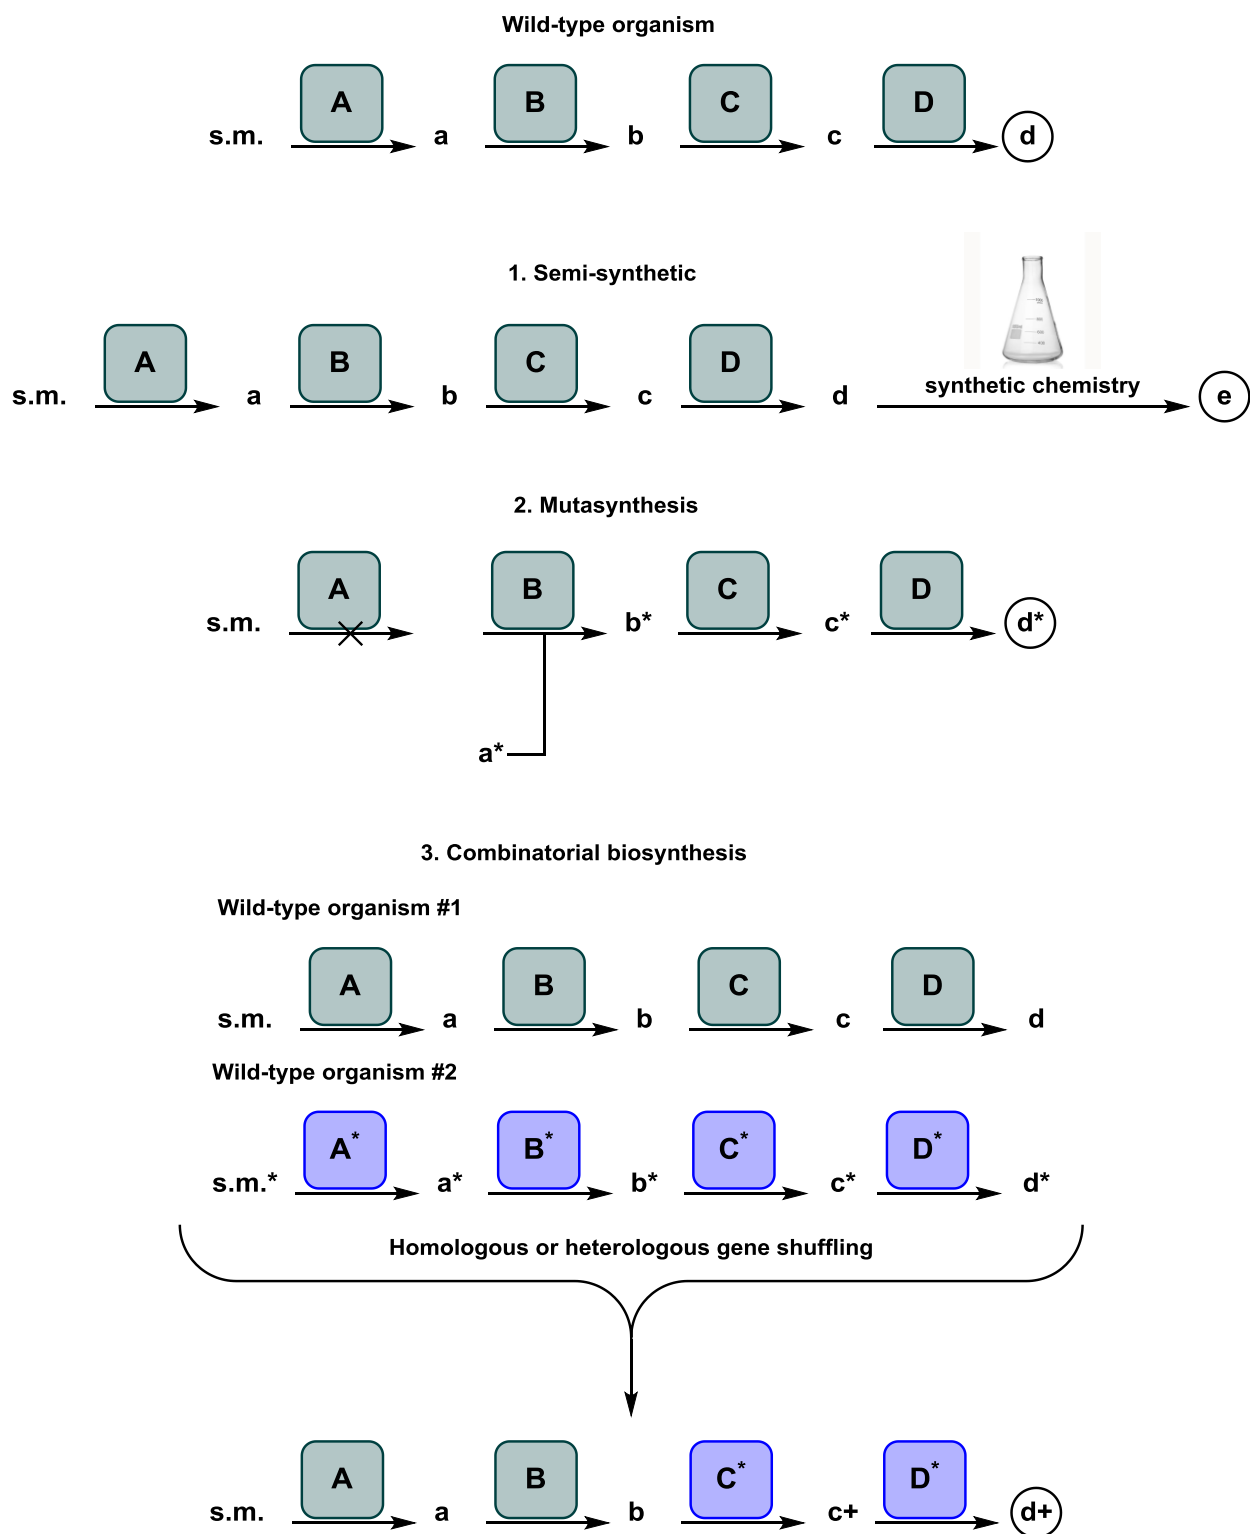 Wild-type organism
A B C D
s.m. a b c d
1. Semi-synthetic
A B C D
synthetic chemistry
s.m. a b c d e
2. Mutasynthesis
A B C D
s.m. b* c* d*
a*
3. Combinatorial biosynthesis
Wild-type organism #1
A B C D
s.m. a b c d
Wild-type organism #2
A* B* C* D*
s.m.* a* b* c* d*
Homologous or heterologous gene shuffling
A B C* D*
s.m. a b c+ d+